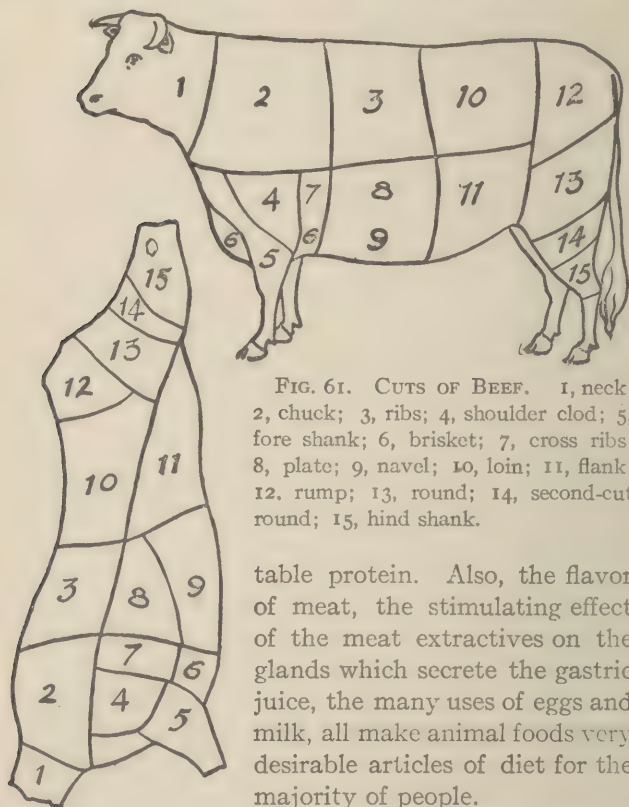 1
2
3
10
12
4
7
8
11
13
6
5
6
9
14
15
15
14
13
12
11
10
3
8
9
7
6
2
4
5
1
FIG. 61. CUTS OF BEEF. 1, neck
2, chuck; 3, ribs; 4, shoulder clod; 5,
fore shank; 6, brisket; 7, cross ribs
8, plate; 9, navel; 10, loin; 11, flank
12. rump; 13, round; 14, second-cut
round; 15, hind shank.
table protein. Also, the flavor
of meat, the stimulating effect
of the meat extractives on the
glands which secrete the gastric
juice, the many uses of eggs and
milk, all make animal foods very
desirable articles of diet for the
majority of people.